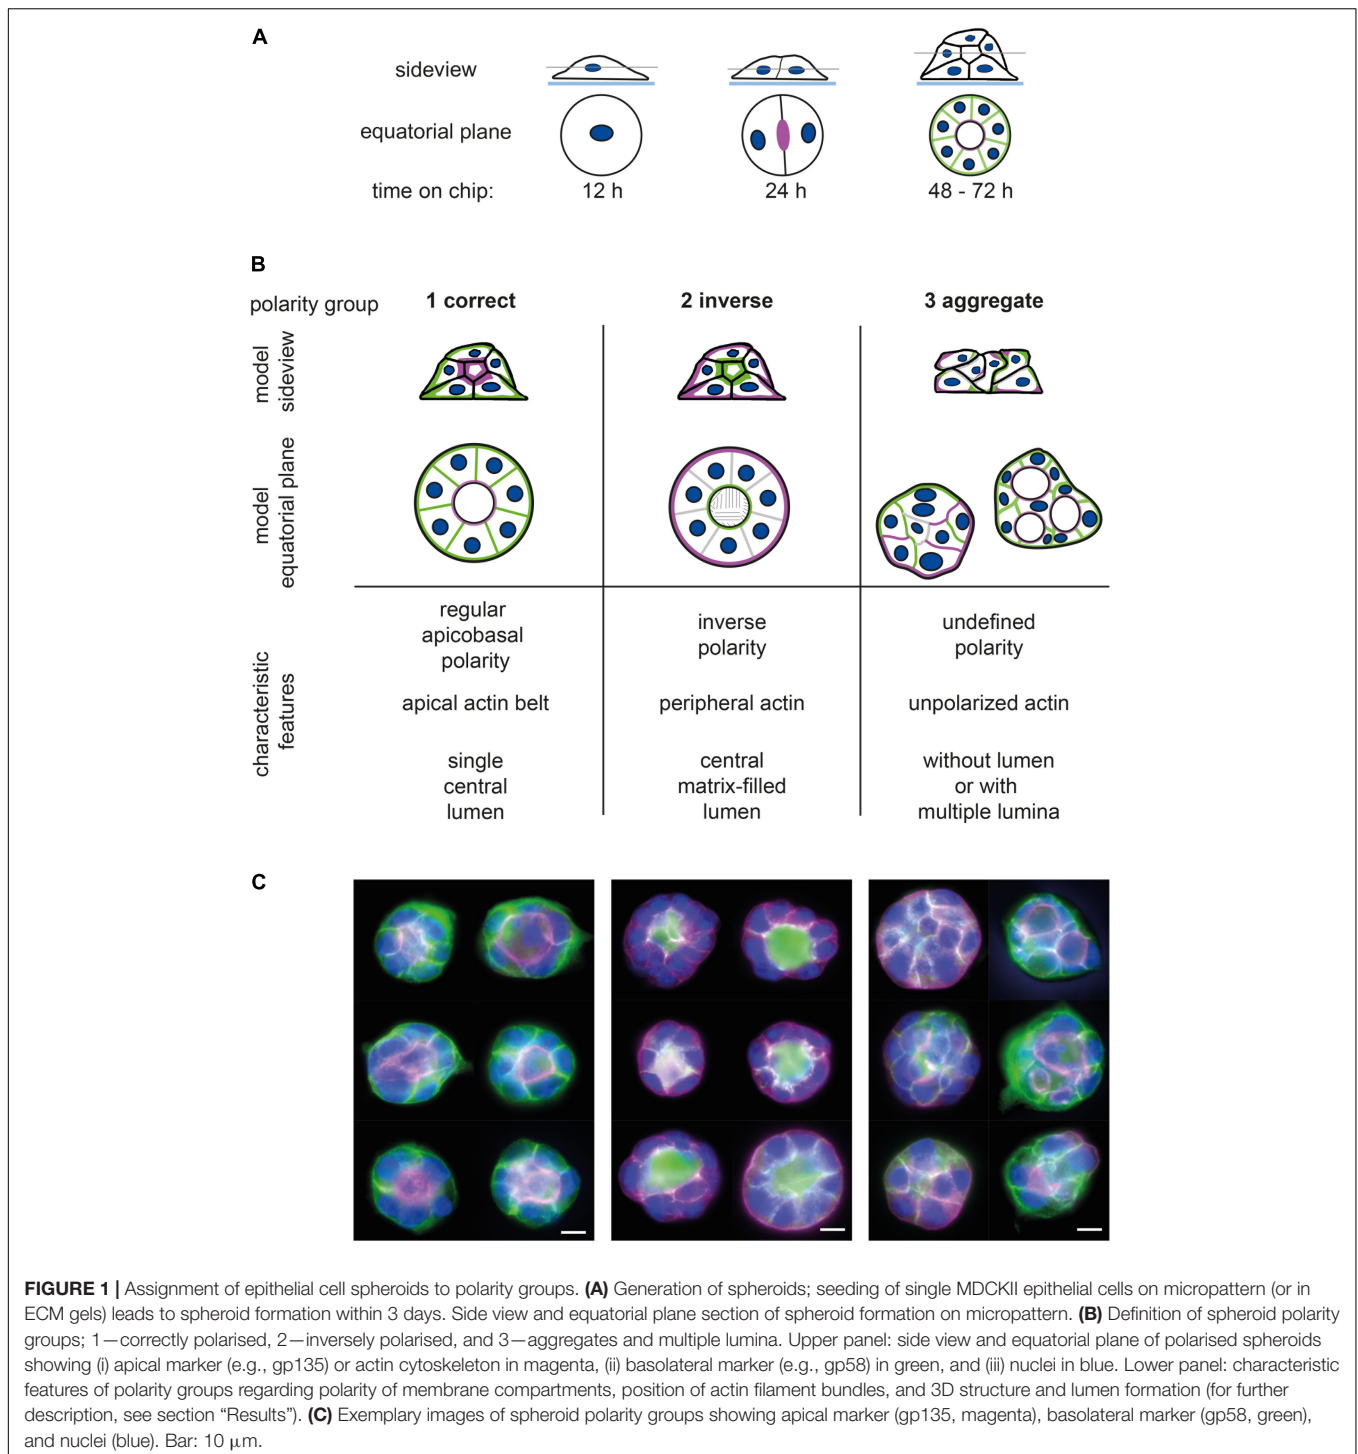 A
sideview
equatorial plane
time on chip:
12 h
24 h
48 - 72 h
B
polarity group
1 correct
2 inverse
3 aggregate
model
sideview
model
equatorial plane
characteristic
features
regular
apicobasal
polarity
inverse
polarity
undefined
polarity
apical actin belt
peripheral actin
unpolarized actin
single
central
lumen
central
matrix-filled
lumen
without lumen
or with
multiple lumina
C
FIGURE 1 | Assignment of epithelial cell spheroids to polarity groups. (A) Generation of spheroids; seeding of single MDCKII epithelial cells on micropattern (or in
ECM gels) leads to spheroid formation within 3 days. Side view and equatorial plane section of spheroid formation on micropattern. (B) Definition of spheroid polarity
groups; 1—correctly polarised, 2—inversely polarised, and 3—aggregates and multiple lumina. Upper panel: side view and equatorial plane of polarised spheroids
showing (i) apical marker (e.g., gp135) or actin cytoskeleton in magenta, (ii) basolateral marker (e.g., gp58) in green, and (iii) nuclei in blue. Lower panel: characteristic
features of polarity groups regarding polarity of membrane compartments, position of actin filament bundles, and 3D structure and lumen formation (for further
description, see section “Results”). (C) Exemplary images of spheroid polarity groups showing apical marker (gp135, magenta), basolateral marker (gp58, green),
and nuclei (blue). Bar: 10 μm.